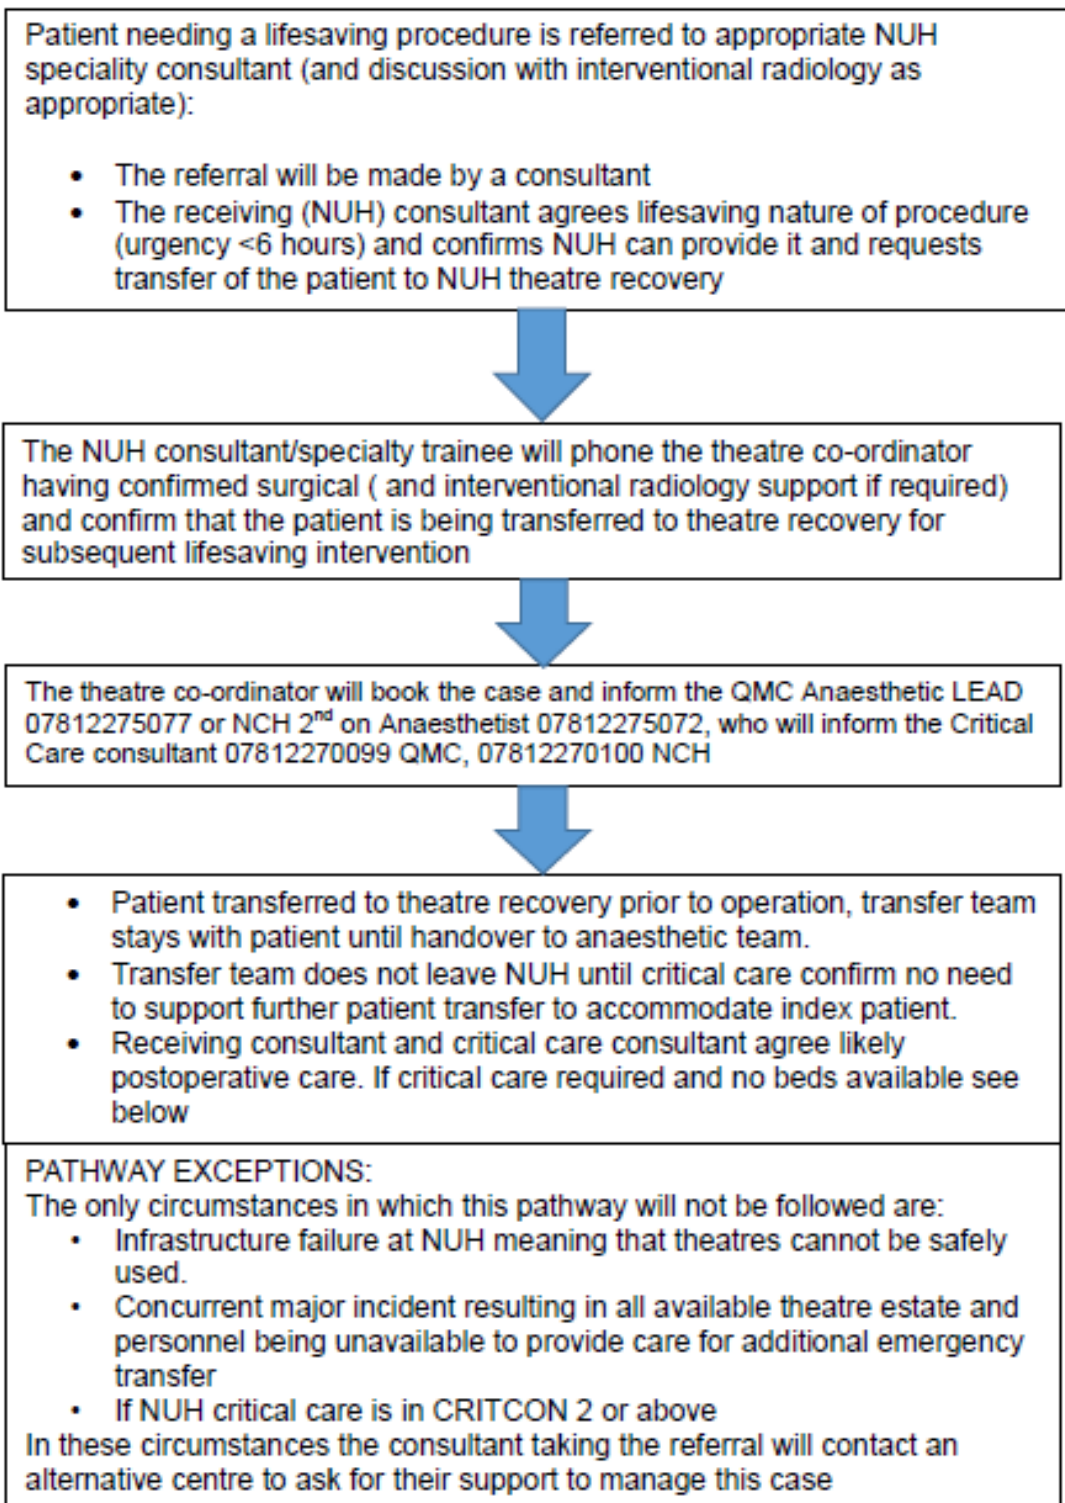 Patient needing a lifesaving procedure is referred to appropriate NUH
speciality consultant (and discussion with interventional radiology as
appropriate):
• The referral will be made by a consultant
• The receiving (NUH) consultant agrees lifesaving nature of procedure
(urgency <6 hours) and confirms NUH can provide it and requests
transfer of the patient to NUH theatre recovery
The NUH consultant/specialty trainee will phone the theatre co-ordinator
having confirmed surgical ( and interventional radiology support if required)
and confirm that the patient is being transferred to theatre recovery for
subsequent lifesaving intervention
The theatre co-ordinator will book the case and inform the QMC Anaesthetic LEAD
07812275077 or NCH 2nd on Anaesthetist 07812275072, who will inform the Critical
Care consultant 07812270099 QMC, 07812270100 NCH
• Patient transferred to theatre recovery prior to operation, transfer team
stays with patient until handover to anaesthetic team.
• Transfer team does not leave NUH until critical care confirm no need
to support further patient transfer to accommodate index patient.
• Receiving consultant and critical care consultant agree likely
postoperative care. If critical care required and no beds available see
below
PATHWAY EXCEPTIONS:
The only circumstances in which this pathway will not be followed are:
• Infrastructure failure at NUH meaning that theatres cannot be safely
used.
• Concurrent major incident resulting in all available theatre estate and
personnel being unavailable to provide care for additional emergency
transfer
• If NUH critical care is in CRITCON 2 or above
In these circumstances the consultant taking the referral will contact an
alternative centre to ask for their support to manage this case